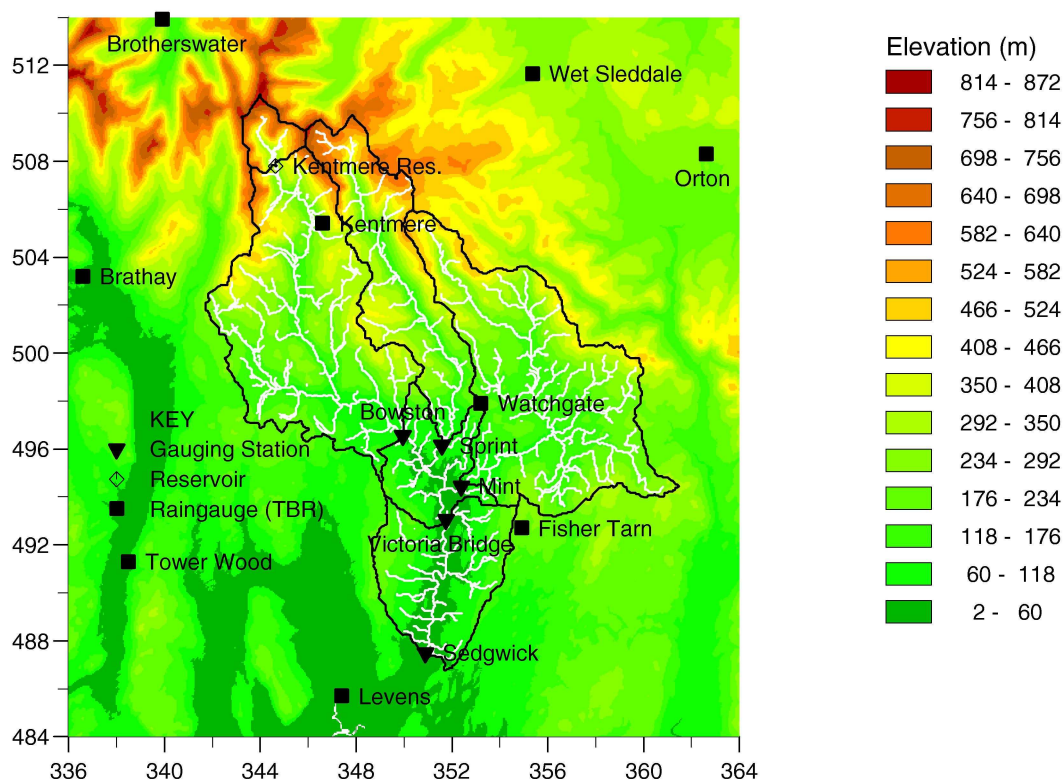 Brotherswater
Wet Sleddale
Kentmere Res.
Orton
Kentmere
Brathay
Bowston
Watchgate
Sprint
Mint
Fisher Tarn
Victoria Bridge
Tower Wood
Sedgwick
Levens
KEY
Gauging Station
Reservoir
Raingauge (TBR)
512
508
504
500
496
492
488
484
336
340
344
348
352
356
360
364
Elevation (m)
814 - 872
756 - 814
698 - 756
640 - 698
582 - 640
524 - 582
466 - 524
408 - 466
350 - 408
292 - 350
234 - 292
176 - 234
118 - 176
60 - 118
2 - 60